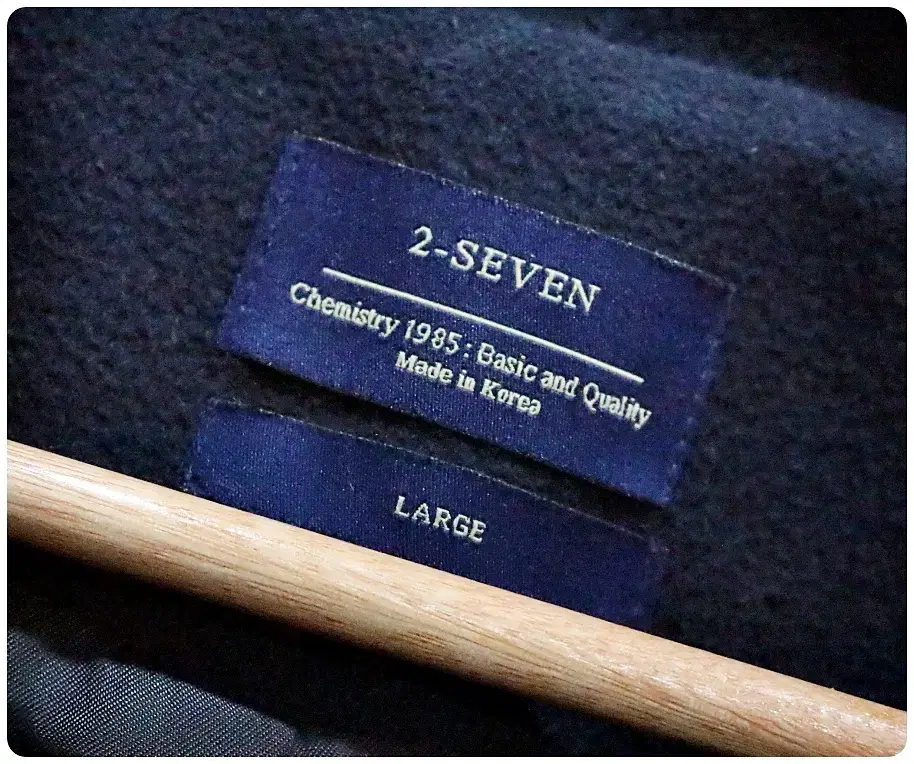 2-SEVEN
Chemistry 1985: Basic and Quality
Made in Korea
LARGE